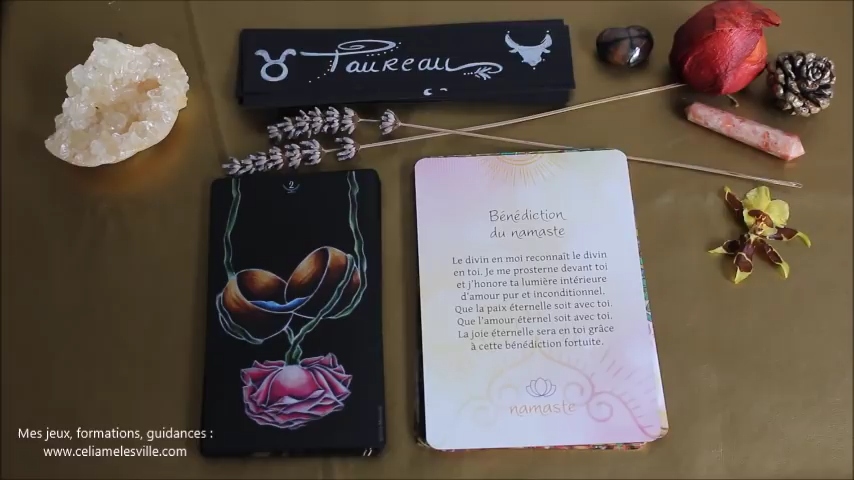 Taureau
2
Bénédiction
du namaste
Le divin en moi reconnaît le divin
en toi. Je me prosterne devant toi
et j'honore ta lumière intérieure
d'amour pur et inconditionnel.
Que la paix éternelle soit avec toi.
Que l'amour éternel soit avec toi.
La joie éternelle sera en toi grâce
à cette bénédiction fortuite.
namaste
Mes jeux, formations, guidances :
www.celiamelesville.com